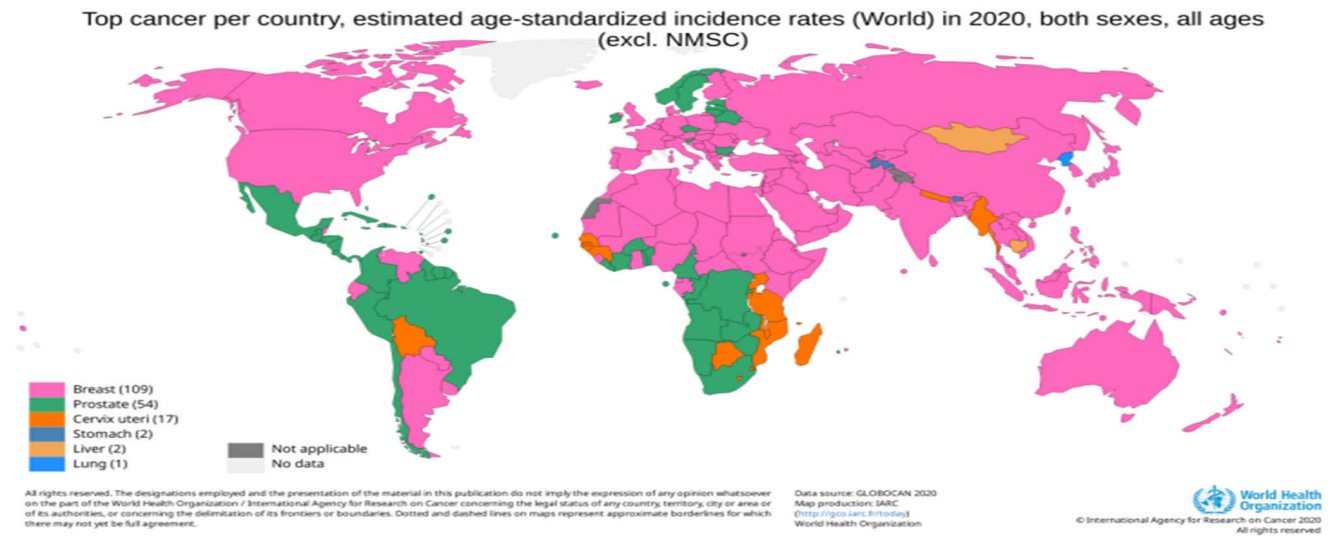 Top cancer per country, estimated age-standardized incidence rates (World) in 2020, both sexes, all ages
(excl. NMSC)
Breast (109)
Prostate (54)
Cervix uteri (17)
Stomach (2)
Liver (2)
Lung (1)
Not applicable
No data
All rights reserved. The designations employed and the presentation of the material in this publication do not imply the expression of any opinion whatsoever
on the part of the World Health Organization / International Agency for Research on Cancer concerning the legal status of any country, territory, city or area or
of its authorities, or concerning the delimitation of its frontiers or boundaries. Dotted and dashed lines on maps represent approximate borderlines for which
there may not yet be full agreement.
Data source: GLOBOCAN 2020
Map production: IARC
(http://gco.iarc.fr/today)
World Health Organization
World Health
Organization
© International Agency for Research on Cancer 2020
All rights reserved